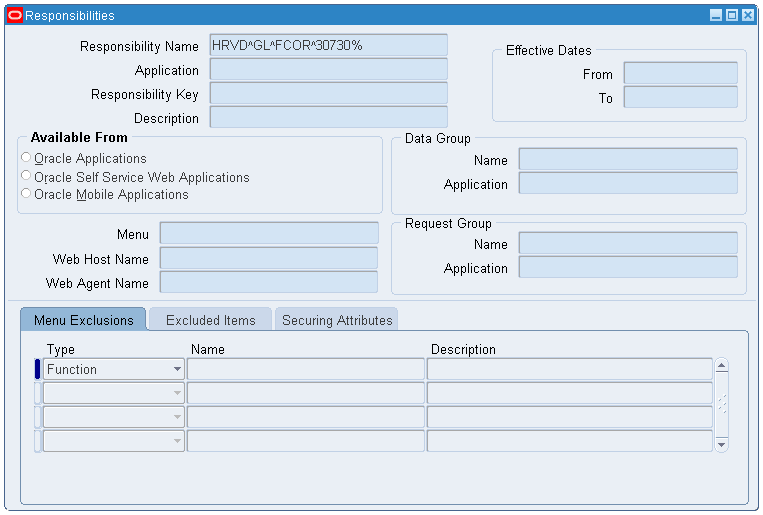 Responsibilities
Responsibility Name HRVD^GL^FCOR^30730%
Application
Responsibility Key
Description
Effective Dates
From
To
Available From
Oracle Applications
Oracle Self Service Web Applications
Oracle Mobile Applications
Data Group
Name
Application
Menu
Web Host Name
Web Agent Name
Request Group
Name
Application
Menu Exclusions Excluded Items Securing Attributes
Type Name Description
Function